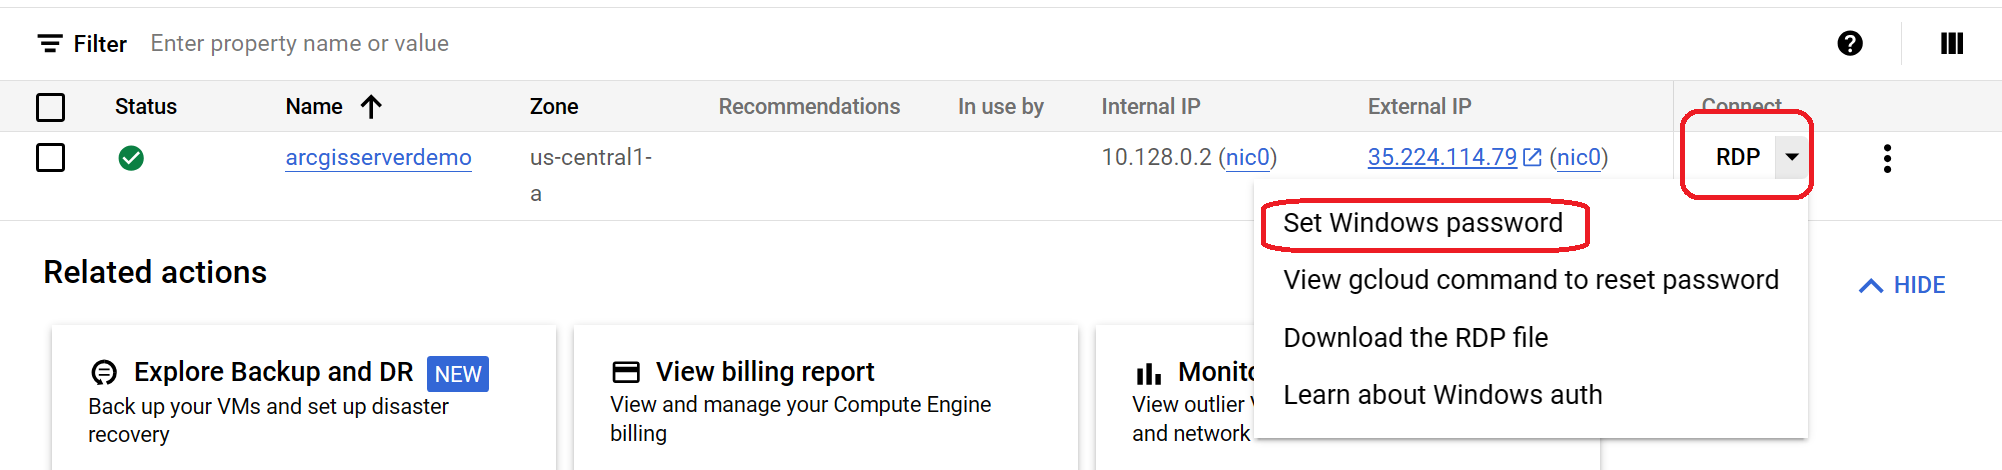 Filter Enter property name or value
Status Name Zone Recommendations In use by Internal IP External IP Connect
arcgisserverdemo us-central1- 10.128.0.2 (nic0) 35.224.114.79 (nic0) RDP
a
Set Windows password
View gcloud command to reset password
Download the RDP file
Learn about Windows auth
Related actions
HIDE
Explore Backup and DR NEW
Back up your VMs and set up disaster
recovery
View billing report
View and manage your Compute Engine
billing
Monito
View outlier
and network